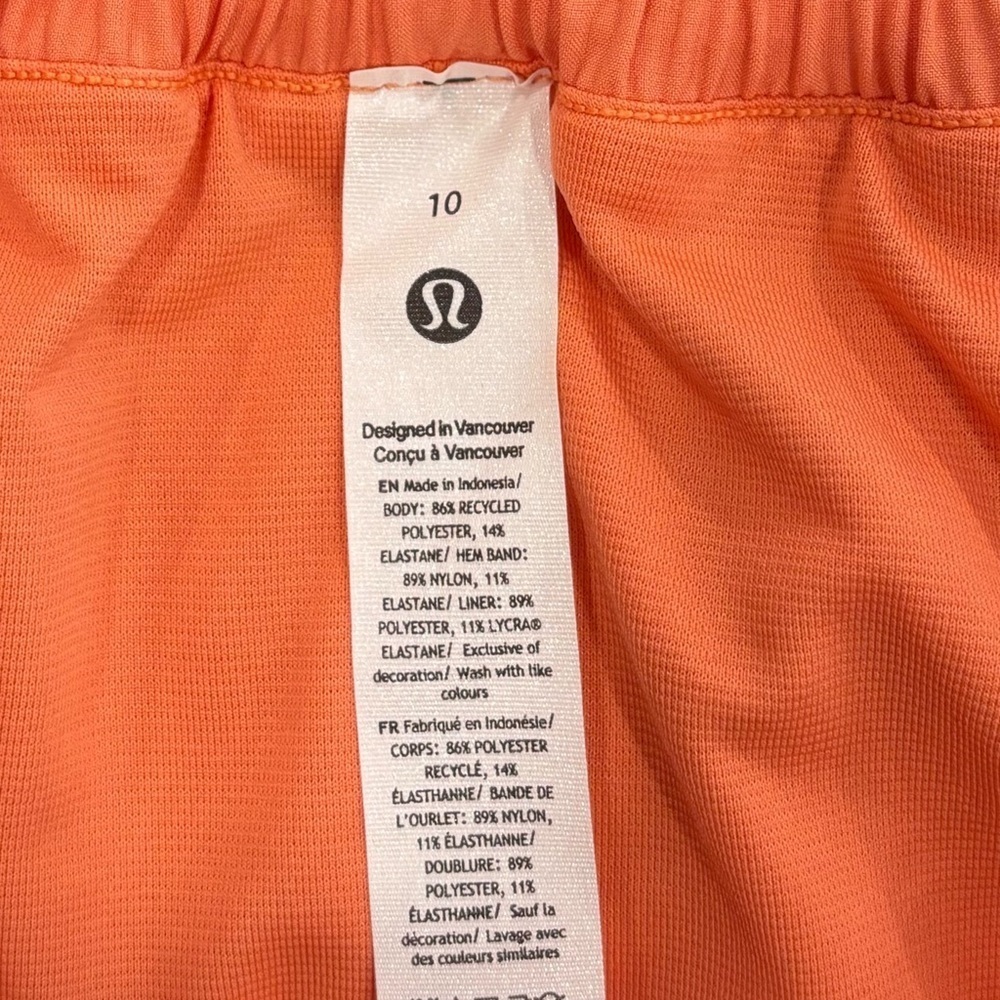 10
Designed in Vancouver
Conçu à Vancouver
EN Made in Indonesia/
BODY: 86% RECYCLED
POLYESTER, 14%
ELASTANE/ HEM BAND:
89% NYLON, 11%
ELASTANE/ LINER: 89%
POLYESTER, 11% LYCRA®
ELASTANE/ Exclusive of
decoration/ Wash with like
colours
FR Fabriqué en Indonésie/
CORPS: 86% POLYESTER
RECYCLÉ, 14%
ÉLASTHANNE/ BANDE DE
L'OURLET: 89% NYLON,
11% ÉLASTHANNE/
DOUBLURE: 89%
POLYESTER, 11%
ÉLASTHANNE/ Sauf la
décoration/ Lavage avec
des couleurs similaires